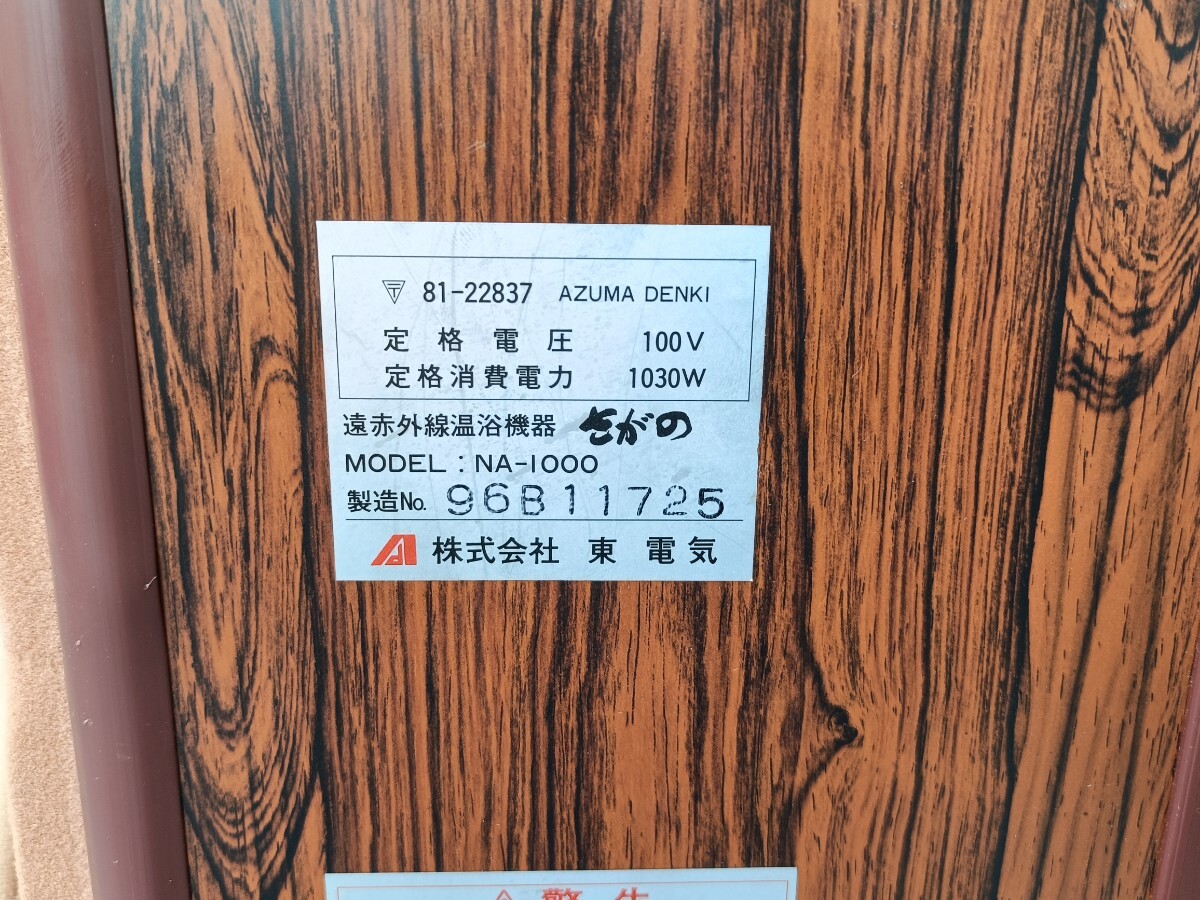 〒 81-22837 AZUMA DENKI
定格電圧 100V
定格消費電力 1030W
遠赤外線温浴機器 さがの
MODEL : NA-1000
製造No. 96B11725
株式会社 東電気